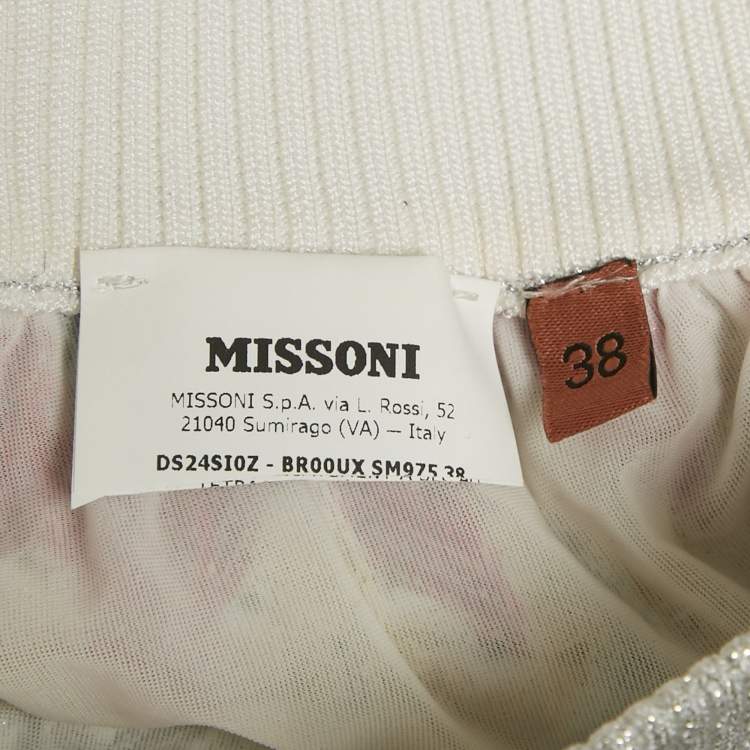 MISSONI
MISSONI S.p.A. via L. Rossi, 52
21040 Sumirago (VA) — Italy
DS24SI0Z - BR00UX SM975 38
38